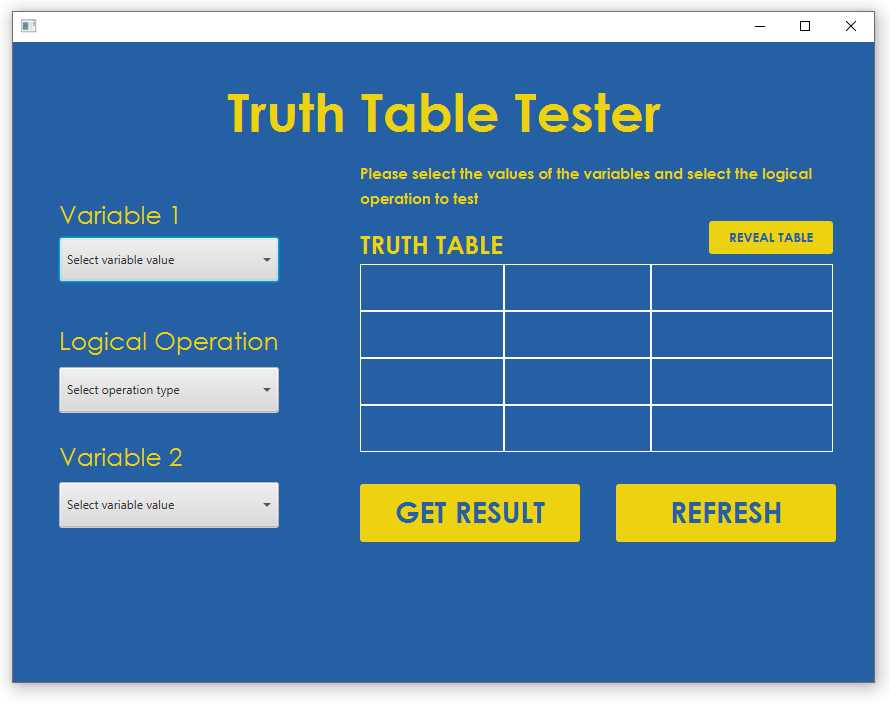 Truth Table Tester
Please select the values of the variables and select the logical
operation to test
Variable 1
Select variable value
Logical Operation
Select operation type
Variable 2
Select variable value
TRUTH TABLE
REVEAL TABLE
GET RESULT
REFRESH